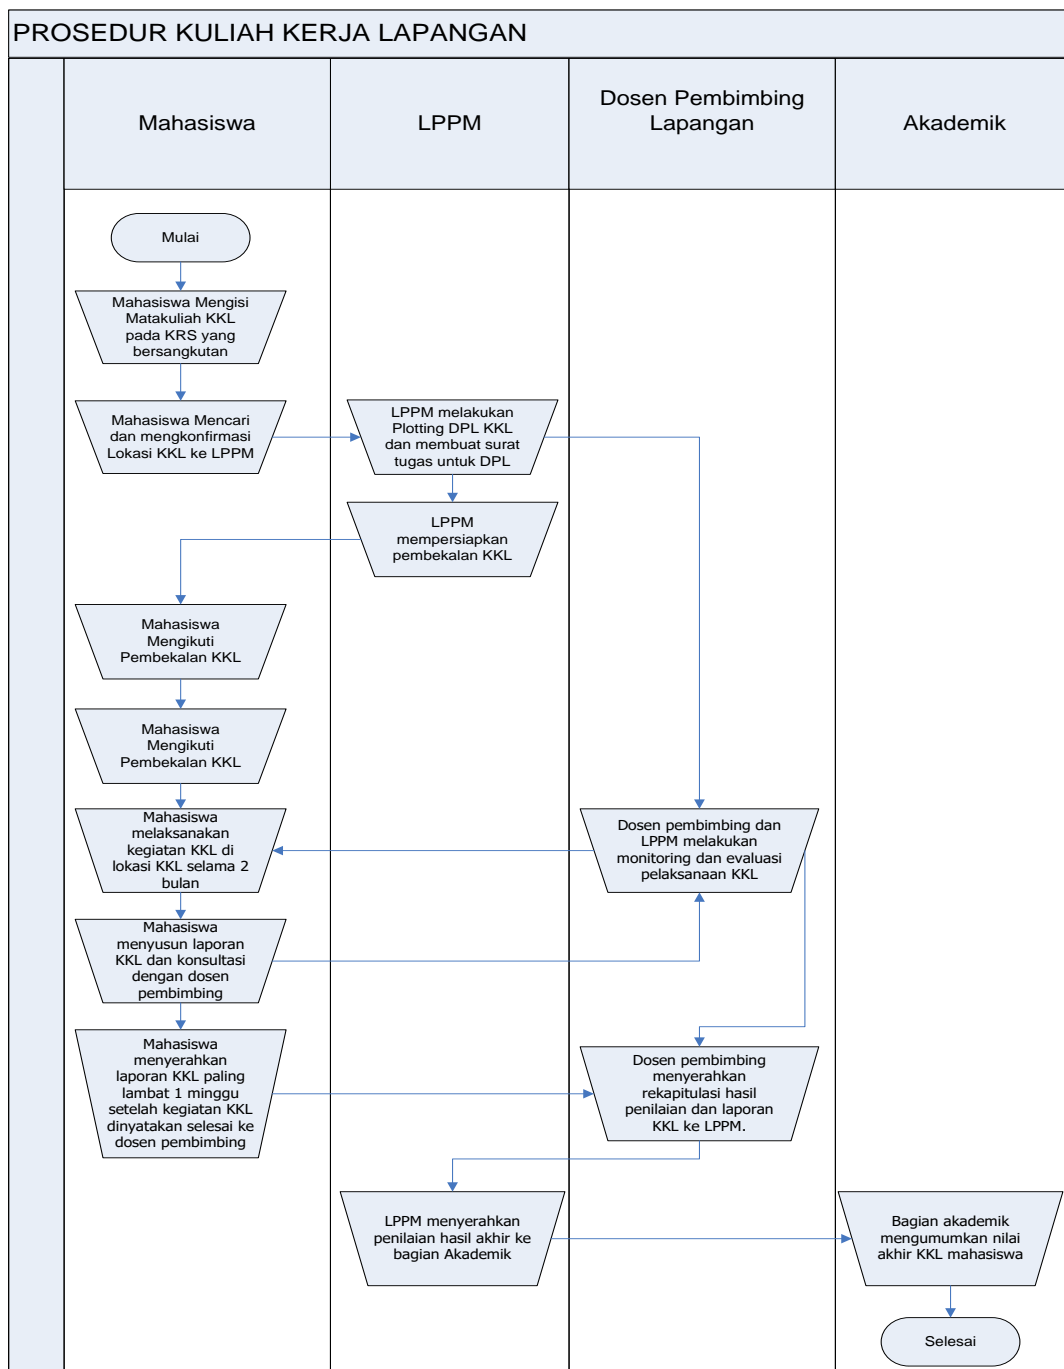 PROSEDUR KULIAH KERJA LAPANGAN
Mahasiswa
LPPM
Dosen Pembimbing
Lapangan
Akademik
Mulai
Mahasiswa Mengisi
Matakuliah KKL
pada KRS yang
bersangkutan
Mahasiswa Mencari
dan mengkonfirmasi
Lokasi KKL ke LPPM
LPPM melakukan
Plotting DPL KKL
dan membuat surat
tugas untuk DPL
LPPM
mempersiapkan
pembekalan KKL
Mahasiswa
Mengikuti
Pembekalan KKL
Mahasiswa
Mengikuti
Pembekalan KKL
Mahasiswa
melaksanakan
kegiatan KKL di
lokasi KKL selama 2
bulan
Dosen pembimbing dan
LPPM melakukan
monitoring dan evaluasi
pelaksanaan KKL
Mahasiswa
menyusun laporan
KKL dan konsultasi
dengan dosen
pembimbing
Mahasiswa
menyerahkan
laporan KKL paling
lambat 1 minggu
setelah kegiatan KKL
dinyatakan selesai ke
dosen pembimbing
Dosen pembimbing
menyerahkan
rekapitulasi hasil
penilaian dan laporan
KKL ke LPPM.
LPPM menyerahkan
penilaian hasil akhir ke
bagian Akademik
Bagian akademik
mengumumkan nilai
akhir KKL mahasiswa
Selesai